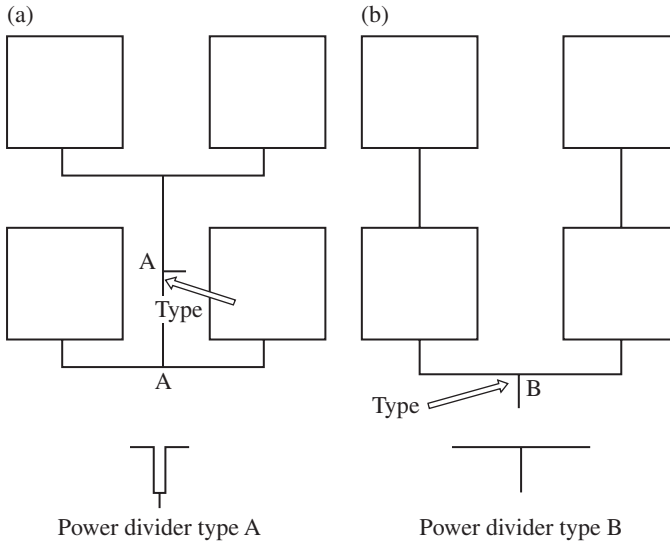 (a)
(b)
A
Type
A
B
Type
Power divider type A
Power divider type B